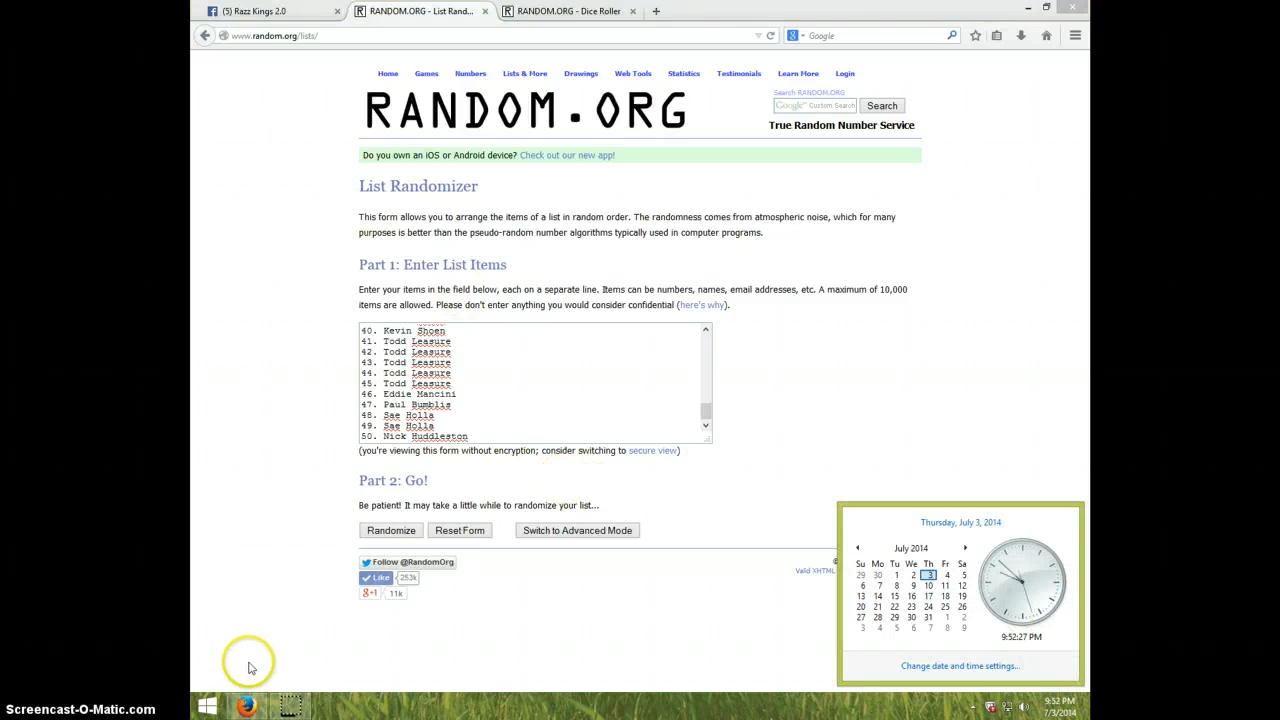 (5) Razz Kings 2.0
RANDOM.ORG - List Rand...
RANDOM.ORG - Dice Roller
www.random.org/lists/
Google
Home Games Numbers Lists & More Drawings Web Tools Statistics Testimonials Learn More Login
RANDOM.ORG
Search RANDOM.ORG
Google™ Custom Search
Search
True Random Number Service
Do you own an iOS or Android device? Check out our new app!
List Randomizer
This form allows you to arrange the items of a list in random order. The randomness comes from atmospheric noise, which for many
purposes is better than the pseudo-random number algorithms typically used in computer programs.
Part 1: Enter List Items
Enter your items in the field below, each on a separate line. Items can be numbers, names, email addresses, etc. A maximum of 10,000
items are allowed. Please don't enter anything you would consider confidential (here's why).
40. Kevin Shoen
41. Todd Leasure
42. Todd Leasure
43. Todd Leasure
44. Todd Leasure
45. Todd Leasure
46. Eddie Mancini
47. Paul Bumblis
48. Sae Holla
49. Sae Holla
50. Nick Huddleston
(you're viewing this form without encryption; consider switching to secure view)
Part 2: Go!
Be patient! It may take a little while to randomize your list...
Randomize Reset Form Switch to Advanced Mode
Follow @RandomOrg
Like 253k
g+1 11k
©
Valid XHTML
Thursday, July 3, 2014
July 2014
Su Mo Tu We Th Fr Sa
29 30 1 2 3 4 5
6 7 8 9 10 11 12
13 14 15 16 17 18 19
20 21 22 23 24 25 26
27 28 29 30 31 1 2
3 4 5 6 7 8 9
9:52:27 PM
Change date and time settings...
9:52 PM
7/3/2014
Screencast-O-Matic.com